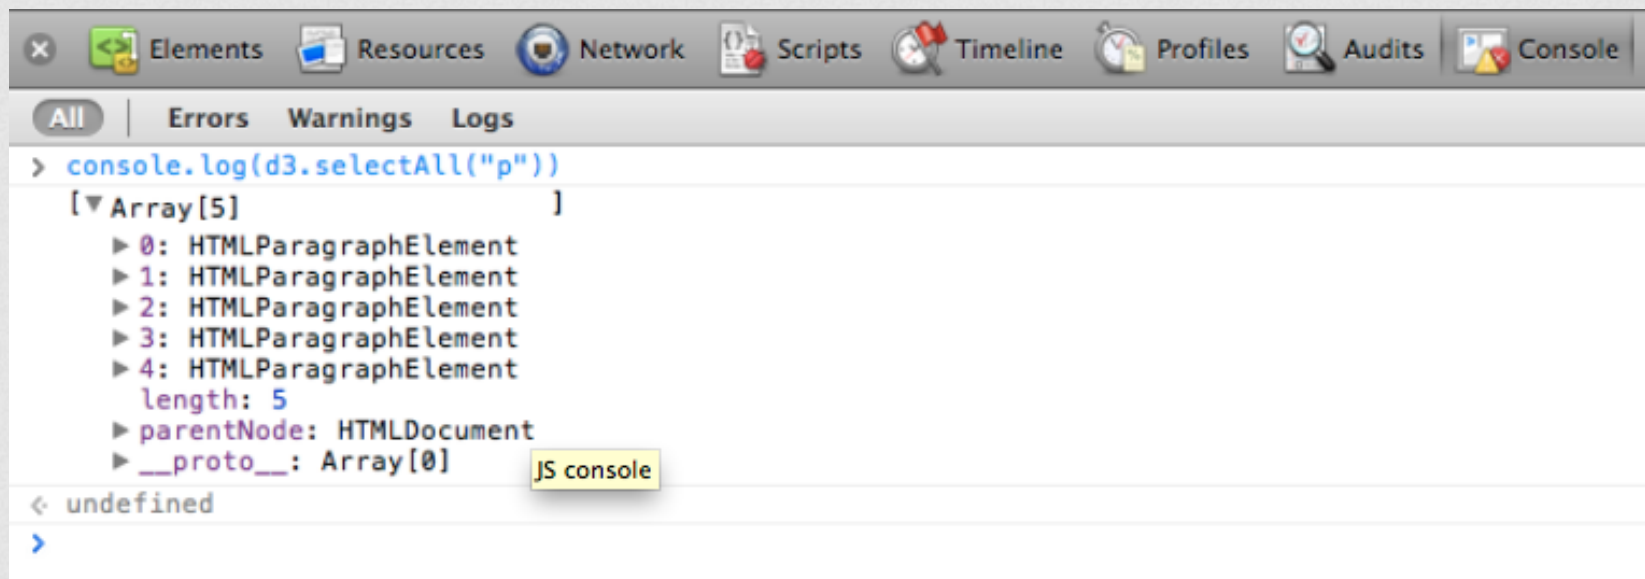 Elements Resources Network Scripts Timeline Profiles Audits Console
All Errors Warnings Logs
> console.log(d3.selectAll("p"))
[▼Array[5] ]
▶0: HTMLParagraphElement
▶1: HTMLParagraphElement
▶2: HTMLParagraphElement
▶3: HTMLParagraphElement
▶4: HTMLParagraphElement
length: 5
▶parentNode: HTMLDocument
▶__proto__: Array[0]
JS console
undefined
>